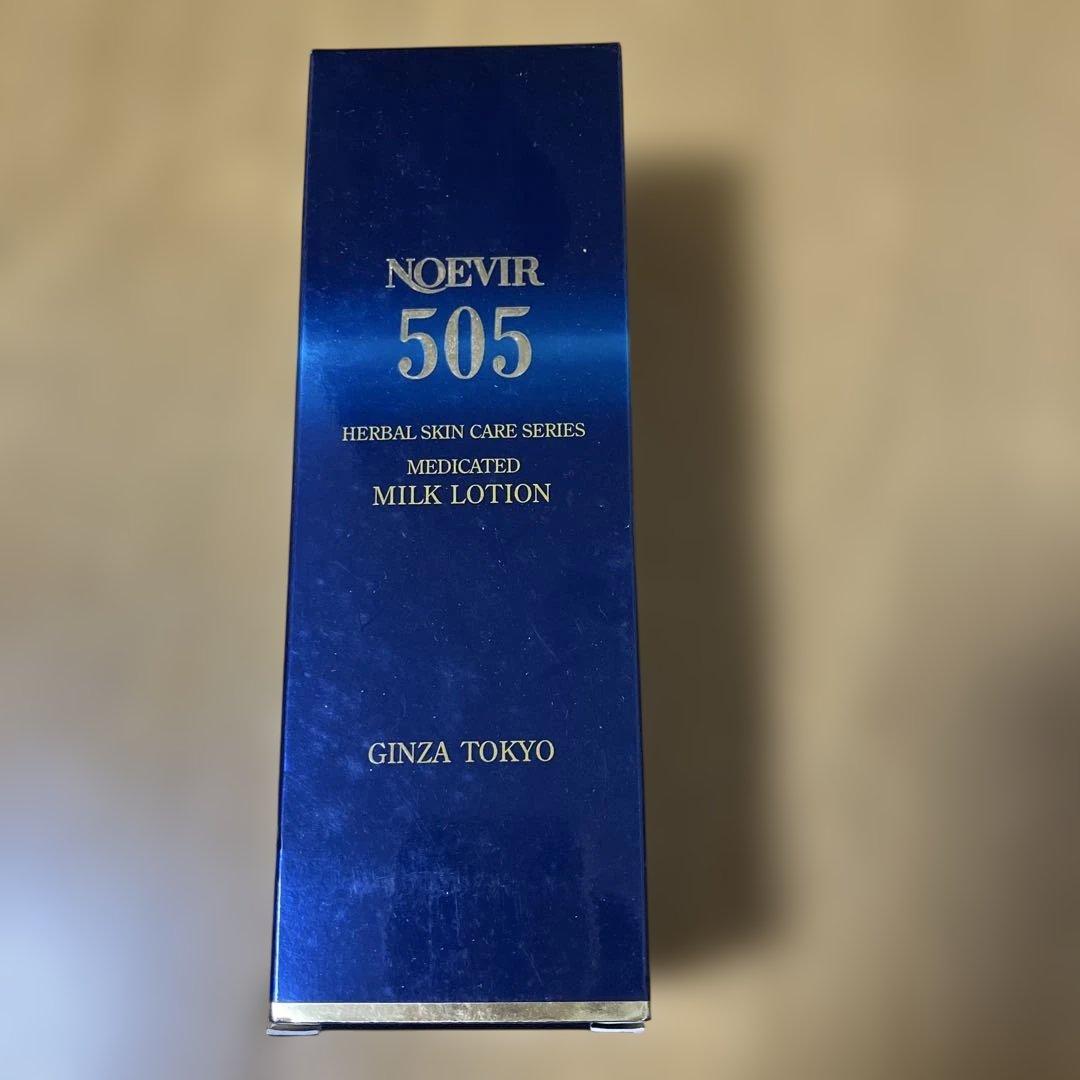 NOEVIR
505
HERBAL SKIN CARE SERIES
MEDICATED
MILK LOTION
GINZA TOKYO